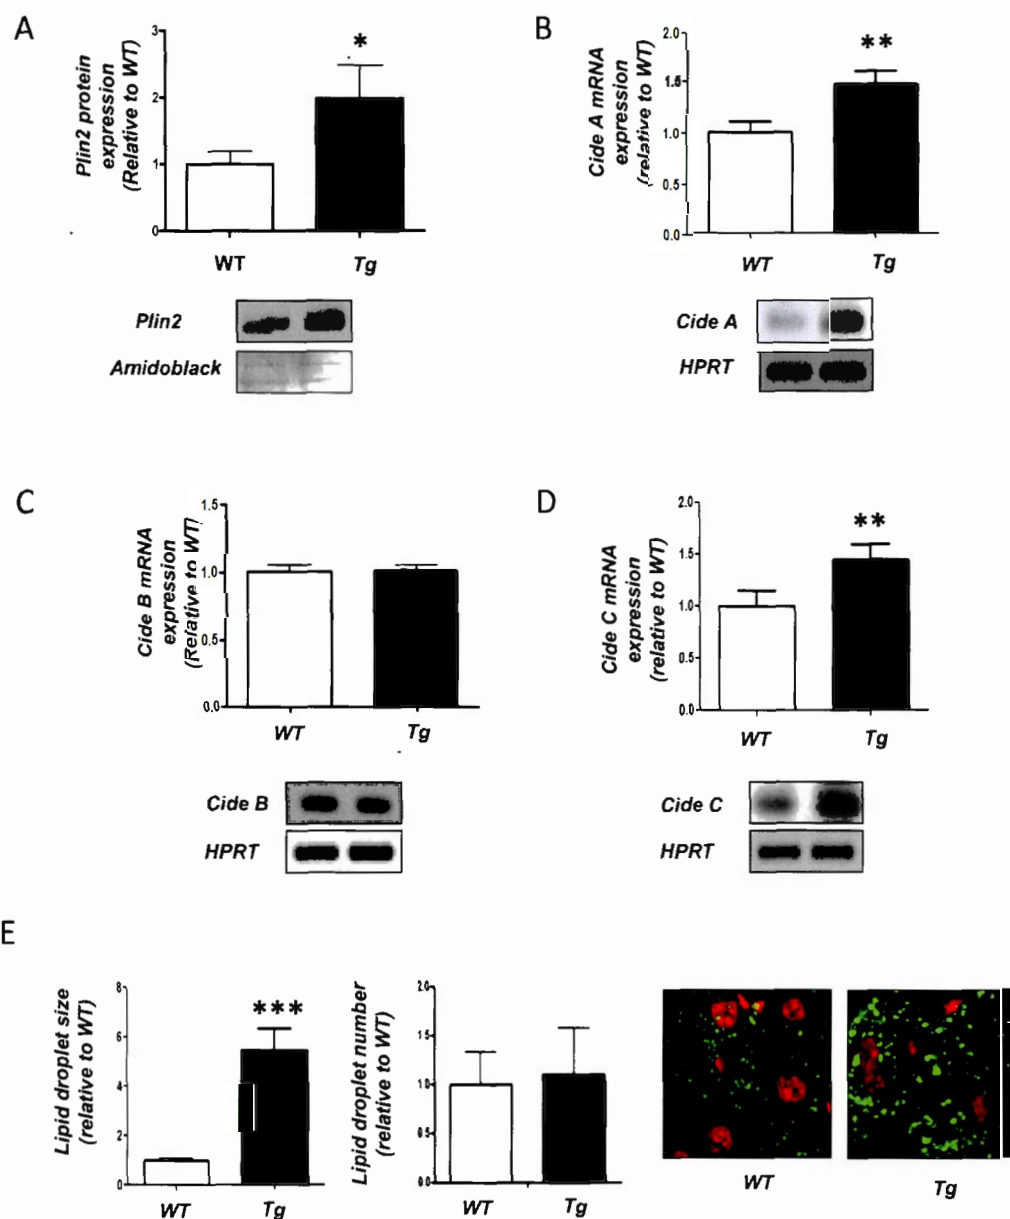 A
Plin2 protein
expression
(Relative to WT)
3
2
1
0
*
WT
Tg
Plin2
Amidoblack
B
Cide A mRNA
expression
(relative to WT)
2.0
1.5
1.0
0.5
0.0
**
WT
Tg
Cide A
HPRT
C
Cide B mRNA
expression
(Relative to WT)
1.5
1.0
0.5
0.0
WT
Tg
Cide B
HPRT
D
Cide C mRNA
expression
(relative to WT)
2.0
1.5
1.0
0.5
0.0
**
WT
Tg
Cide C
HPRT
E
Lipid droplet size
(relative to WT)
8
6
4
2
0
***
WT
Tg
Lipid droplet number
(relative to WT)
2.0
1.5
1.0
0.5
0.0
WT
Tg
WT
Tg